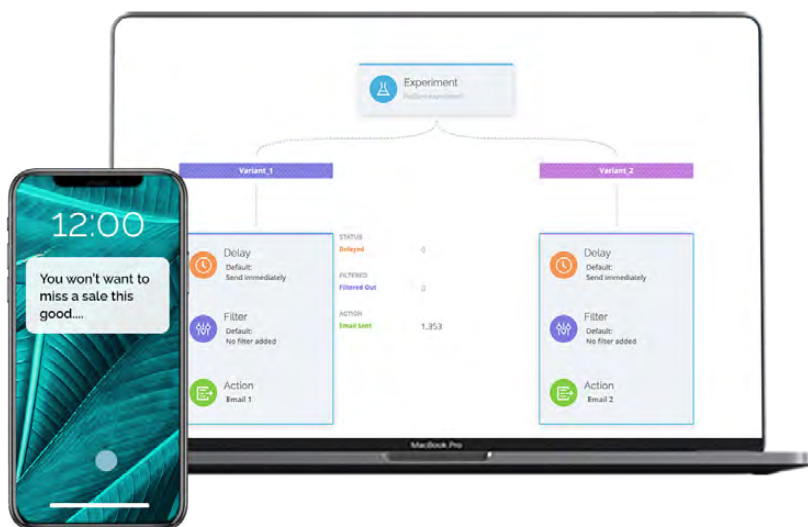 Experiment
Variant_1
Variant_2
12:00
You won't want to
miss a sale this
good....
Delay
Default:
Send immediately
Filter
Default:
No filter added
Action
Email 1
STATUS
Delayed 0
FILTERED
Filtered Out 0
ACTION
Email Sent 1,353
Delay
Default:
Send immediately
Filter
Default:
No filter added
Action
Email 2
MacBook Pro